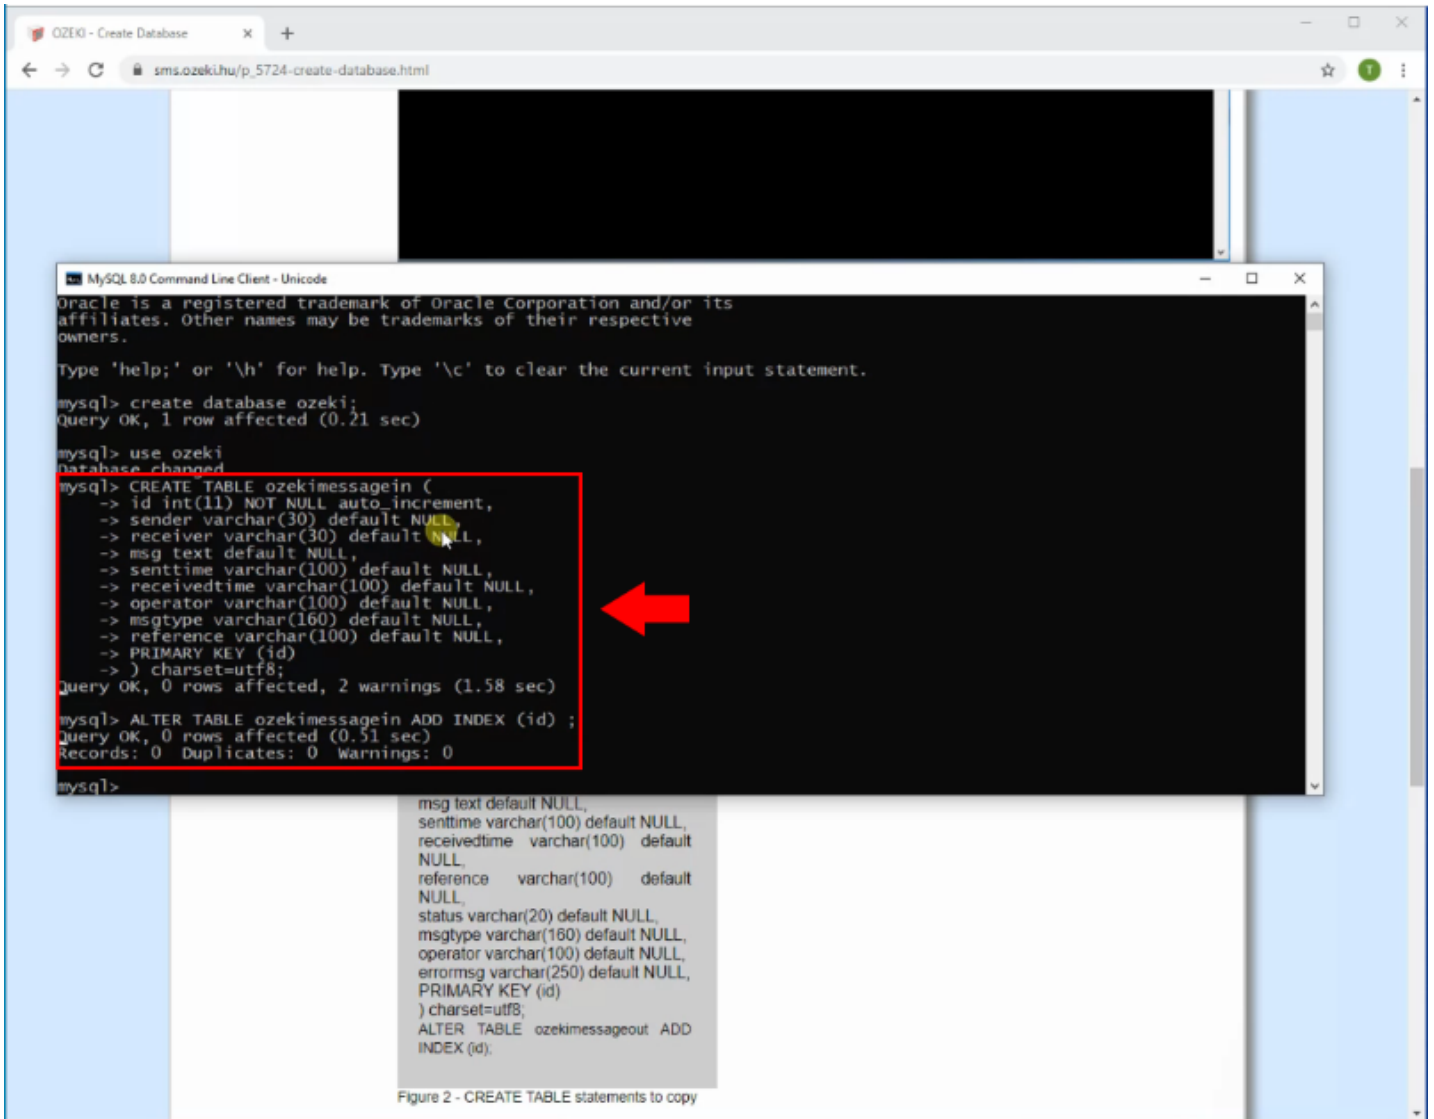 OZEKI - Create Database
sms.ozeki.hu/p_5724-create-database.html
T
MySQL 8.0 Command Line Client - Unicode
Oracle is a registered trademark of Oracle Corporation and/or its
affiliates. Other names may be trademarks of their respective
owners.
Type 'help;' or '\h' for help. Type '\c' to clear the current input statement.
mysql> create database ozeki;
Query OK, 1 row affected (0.21 sec)
mysql> use ozeki
Database changed
mysql> CREATE TABLE ozekimessagein (
-> id int(11) NOT NULL auto_increment,
-> sender varchar(30) default NULL,
-> receiver varchar(30) default NULL,
-> msg text default NULL,
-> senttime varchar(100) default NULL,
-> receivedtime varchar(100) default NULL,
-> operator varchar(100) default NULL,
-> msgtype varchar(160) default NULL,
-> reference varchar(100) default NULL,
-> PRIMARY KEY (id)
-> ) charset=utf8;
Query OK, 0 rows affected, 2 warnings (1.58 sec)
mysql> ALTER TABLE ozekimessagein ADD INDEX (id) ;
Query OK, 0 rows affected (0.51 sec)
Records: 0  Duplicates: 0  Warnings: 0
mysql>
msg text default NULL,
senttime varchar(100) default NULL,
receivedtime varchar(100) default
NULL,
reference varchar(100) default
NULL,
status varchar(20) default NULL,
msgtype varchar(160) default NULL,
operator varchar(100) default NULL,
errormsg varchar(250) default NULL,
PRIMARY KEY (id)
) charset=utf8;
ALTER TABLE ozekimessageout ADD
INDEX (id);
Figure 2 - CREATE TABLE statements to copy